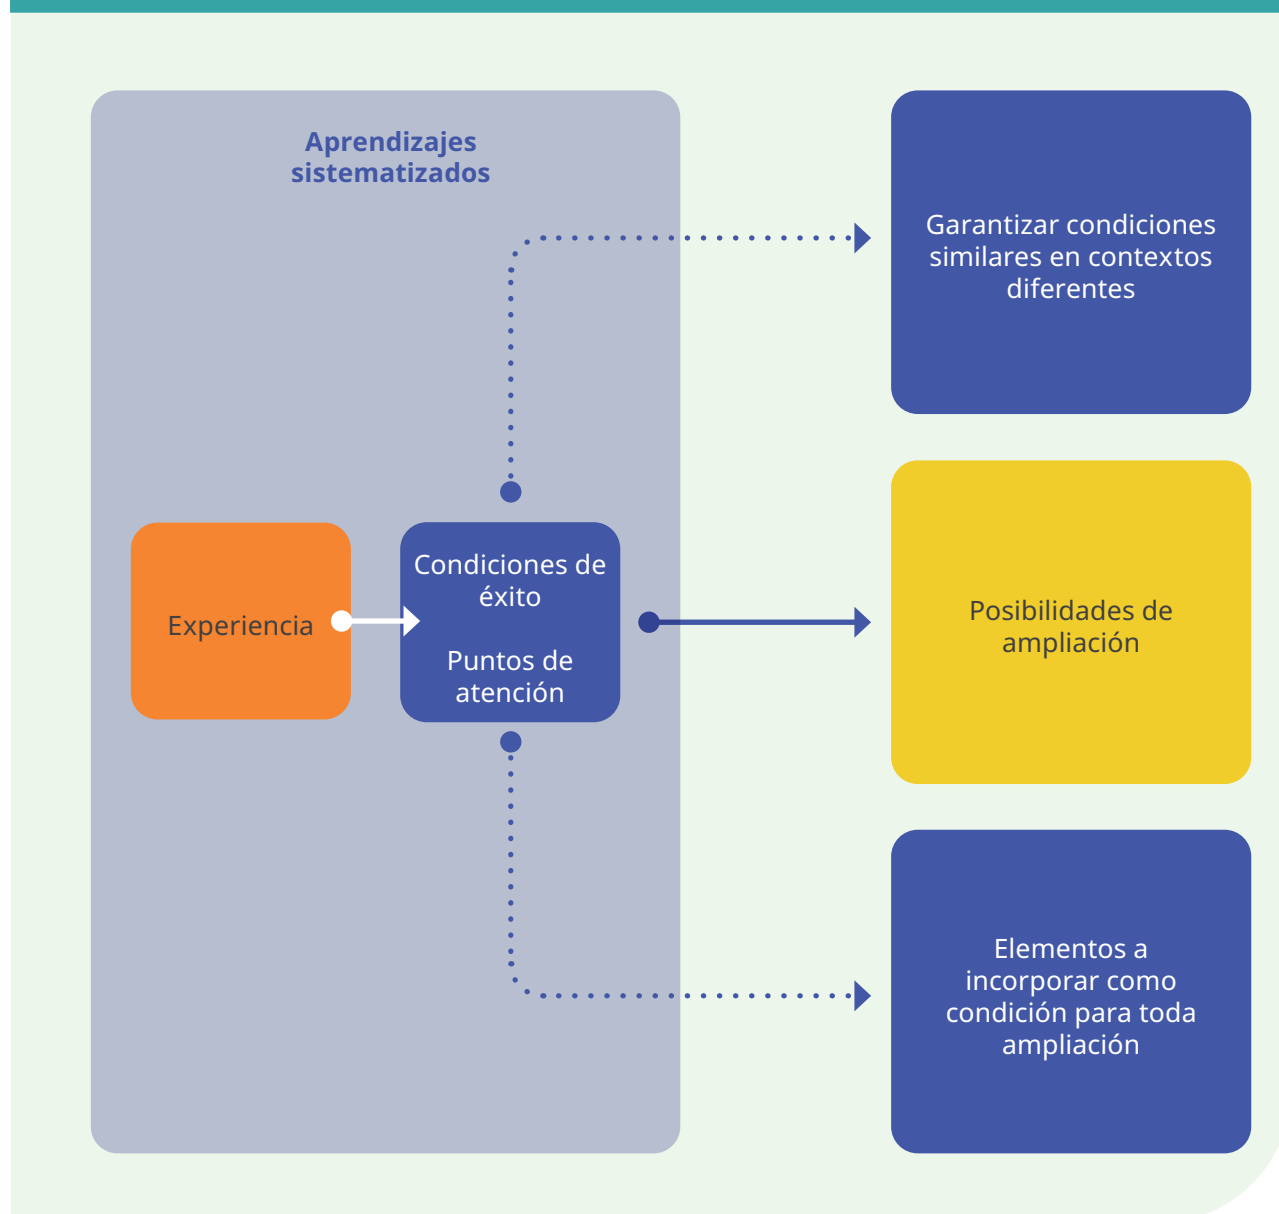 Aprendizajes
sistematizados
Experiencia
Condiciones de
éxito
Puntos de
atención
Garantizar condiciones
similares en contextos
diferentes
Posibilidades de
ampliación
Elementos a
incorporar como
condición para toda
ampliación